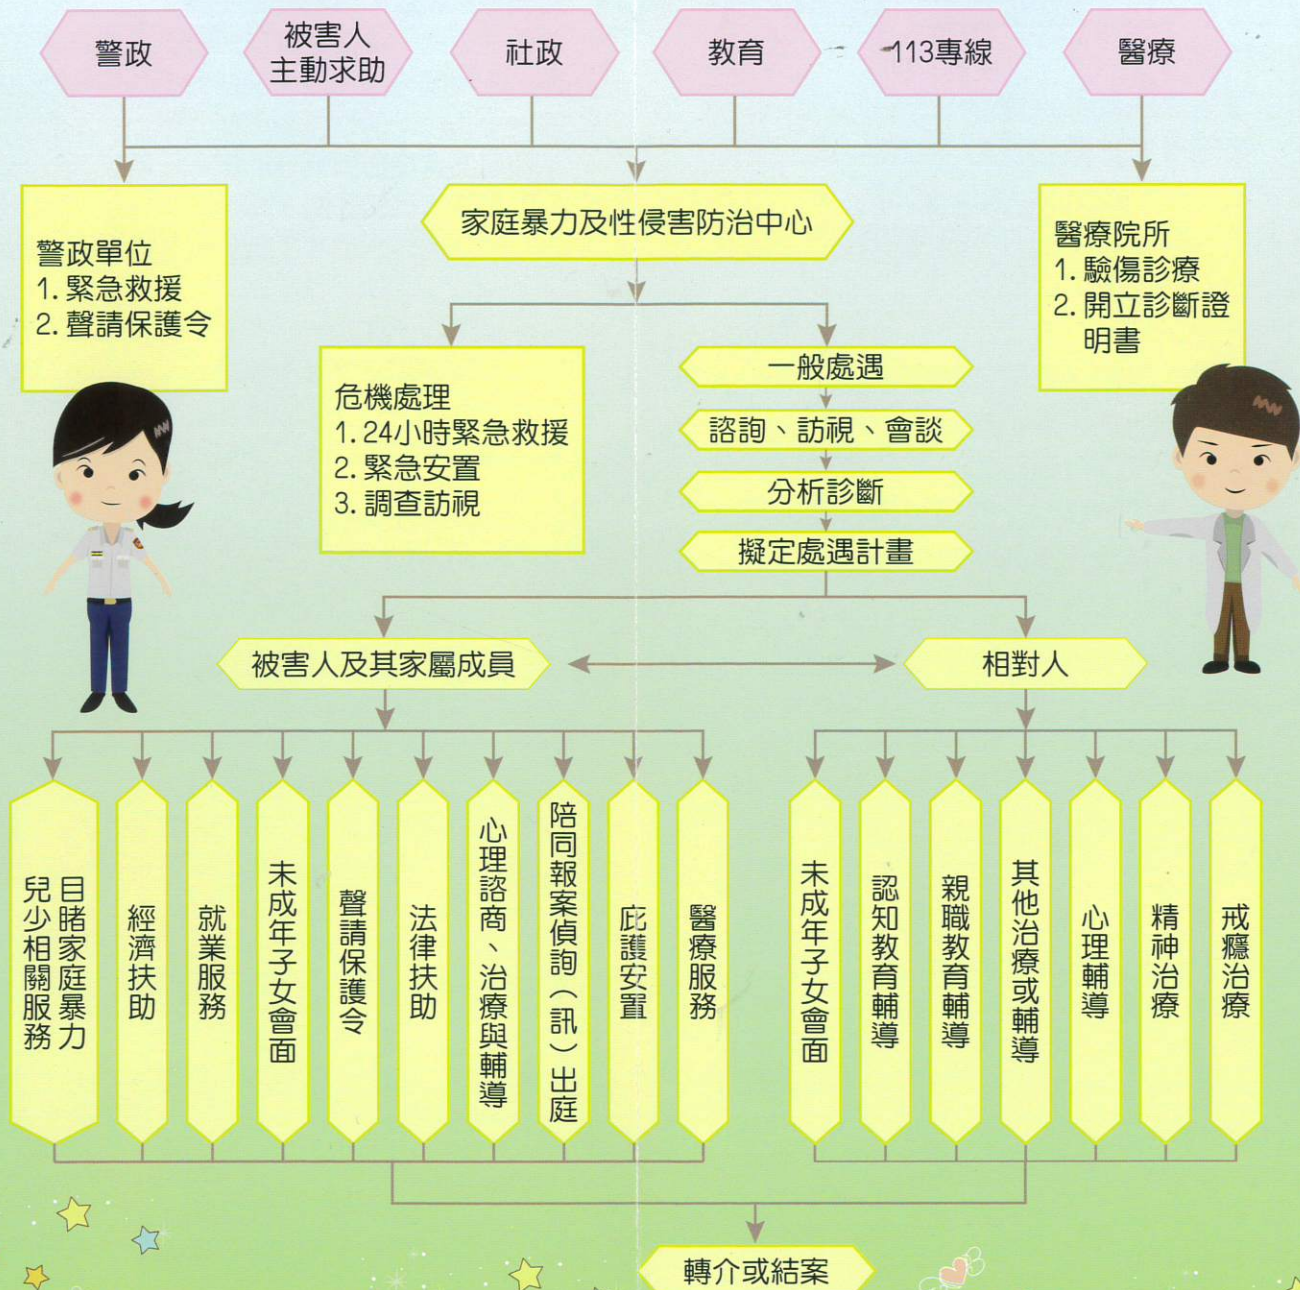 警政
被害人
主動求助
社政
教育
113專線
醫療
警政單位
1. 緊急救援
2. 聲請保護令
家庭暴力及性侵害防治中心
醫療院所
1. 驗傷診療
2. 開立診斷證
明書
危機處理
1. 24小時緊急救援
2. 緊急安置
3. 調查訪視
一般處遇
諮詢、訪視、會談
分析診斷
擬定處遇計畫
被害人及其家屬成員
相對人
目睹家庭暴力
兒少相關服務
經濟扶助
就業服務
未成年子女會面
聲請保護令
法律扶助
心理諮商、治療與輔導
陪同報案偵詢（訊）出庭
庇護安置
醫療服務
未成年子女會面
認知教育輔導
親職教育輔導
其他治療或輔導
心理輔導
精神治療
戒癮治療
轉介或結案